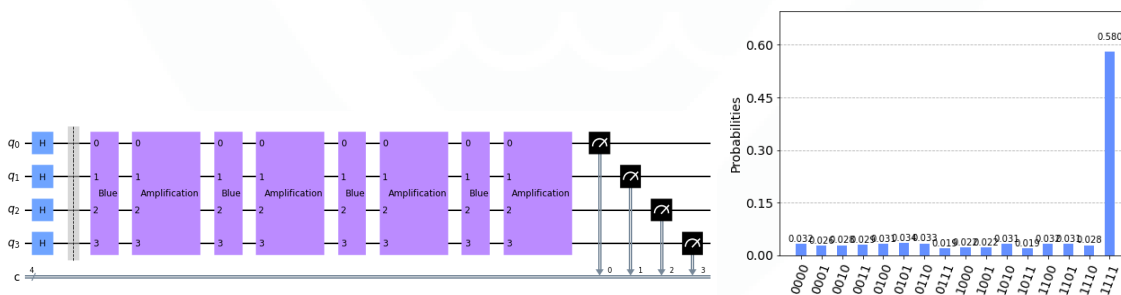 q0 H 0 0 0 0 0 0 0 0
q1 H 1 1 1 1 1 1 1 1
Blue Amplification Blue Amplification Blue Amplification Blue Amplification
q2 H 2 2 2 2 2 2 2 2
q3 H 3 3 3 3 3 3 3 3
c 4 0 1 2 3
Probabilities
0.60
0.45
0.30
0.15
0.00
0.032 0.026 0.028 0.029 0.031 0.034 0.033 0.019 0.022 0.022 0.031 0.019 0.032 0.031 0.028 0.580
0000 0001 0010 0011 0100 0101 0110 0111 1000 1001 1010 1011 1100 1101 1110 1111